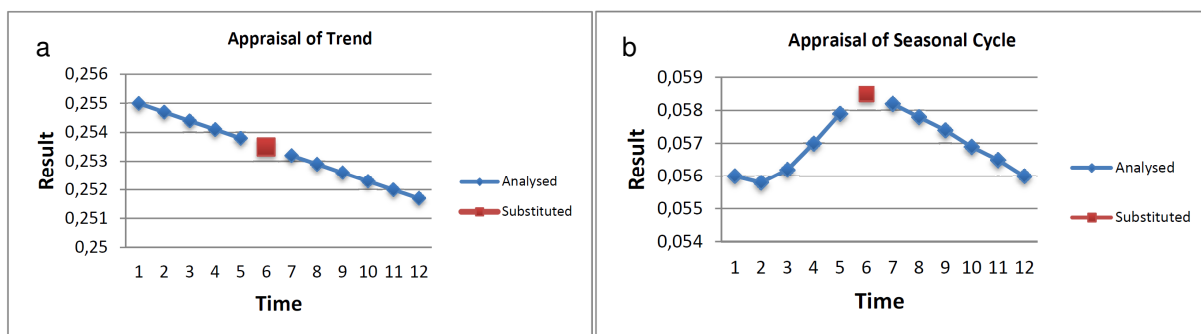 a
Appraisal of Trend
0,256
0,255
0,254
0,253
0,252
0,251
0,25
Result
1 2 3 4 5 6 7 8 9 10 11 12
Time
Analysed
Substituted
b
Appraisal of Seasonal Cycle
0,059
0,058
0,057
0,056
0,055
0,054
Result
1 2 3 4 5 6 7 8 9 10 11 12
Time
Analysed
Substituted